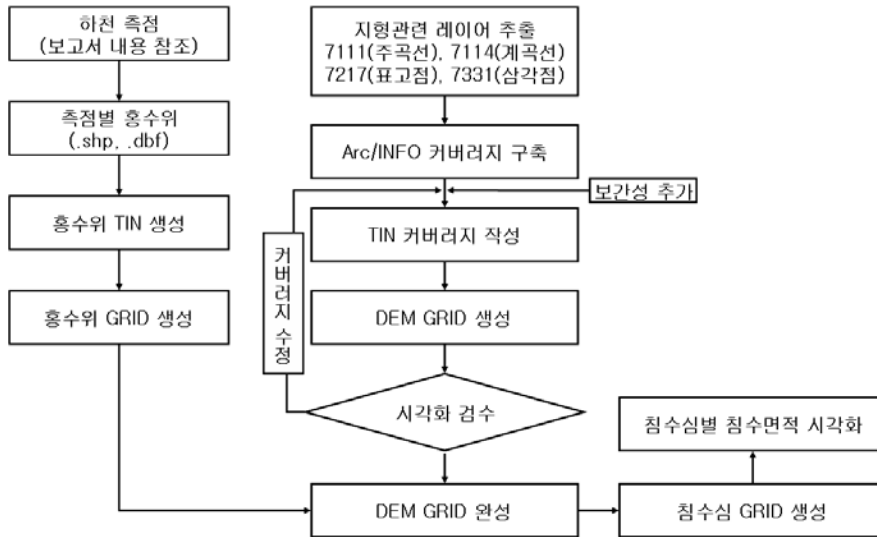 하천 측점
(보고서 내용 참조)
측점별 홍수위
(.shp, .dbf)
홍수위 TIN 생성
홍수위 GRID 생성
지형관련 레이어 추출
7111(주곡선), 7114(계곡선)
7217(표고점), 7331(삼각점)
Arc/INFO 커버러지 구축
보간성 추가
TIN 커버러지 작성
커버러지 수정
DEM GRID 생성
시각화 검수
침수심별 침수면적 시각화
DEM GRID 완성
침수심 GRID 생성